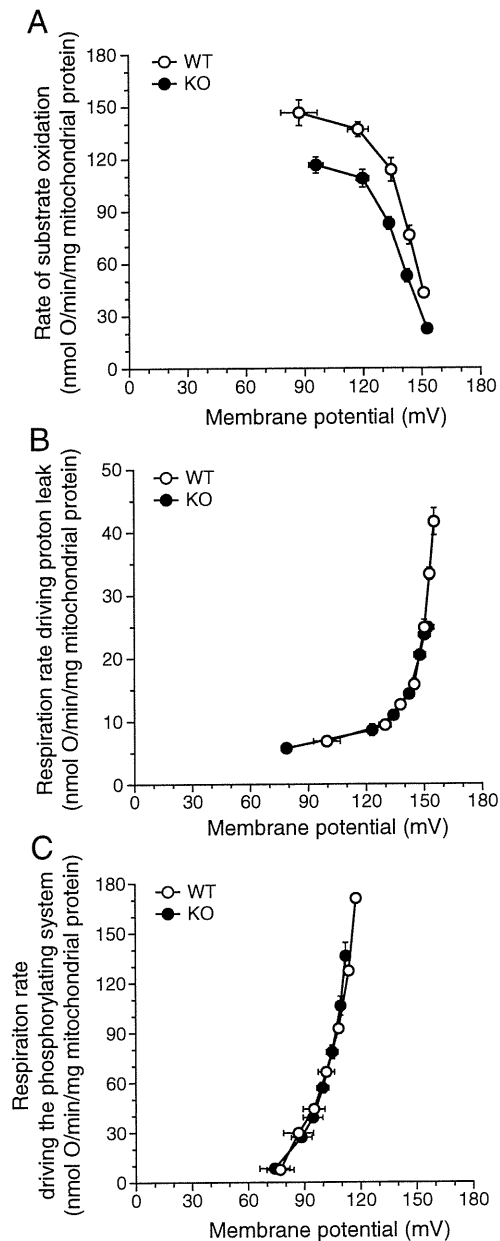 A
WT
KO
Rate of substrate oxidation
(nmol O/min/mg mitochondrial protein)
180
150
120
90
60
30
0
0 30 60 90 120 150 180
Membrane potential (mV)
B
WT
KO
Respiration rate driving proton leak
(nmol O/min/mg mitochondrial protein)
50
40
30
20
10
0
0 30 60 90 120 150 180
Membrane potential (mV)
C
WT
KO
Respiraiton rate
driving the phosphorylating system
(nmol O/min/mg mitochondrial protein)
180
150
120
90
60
30
0
0 30 60 90 120 150 180
Membrane potential (mV)